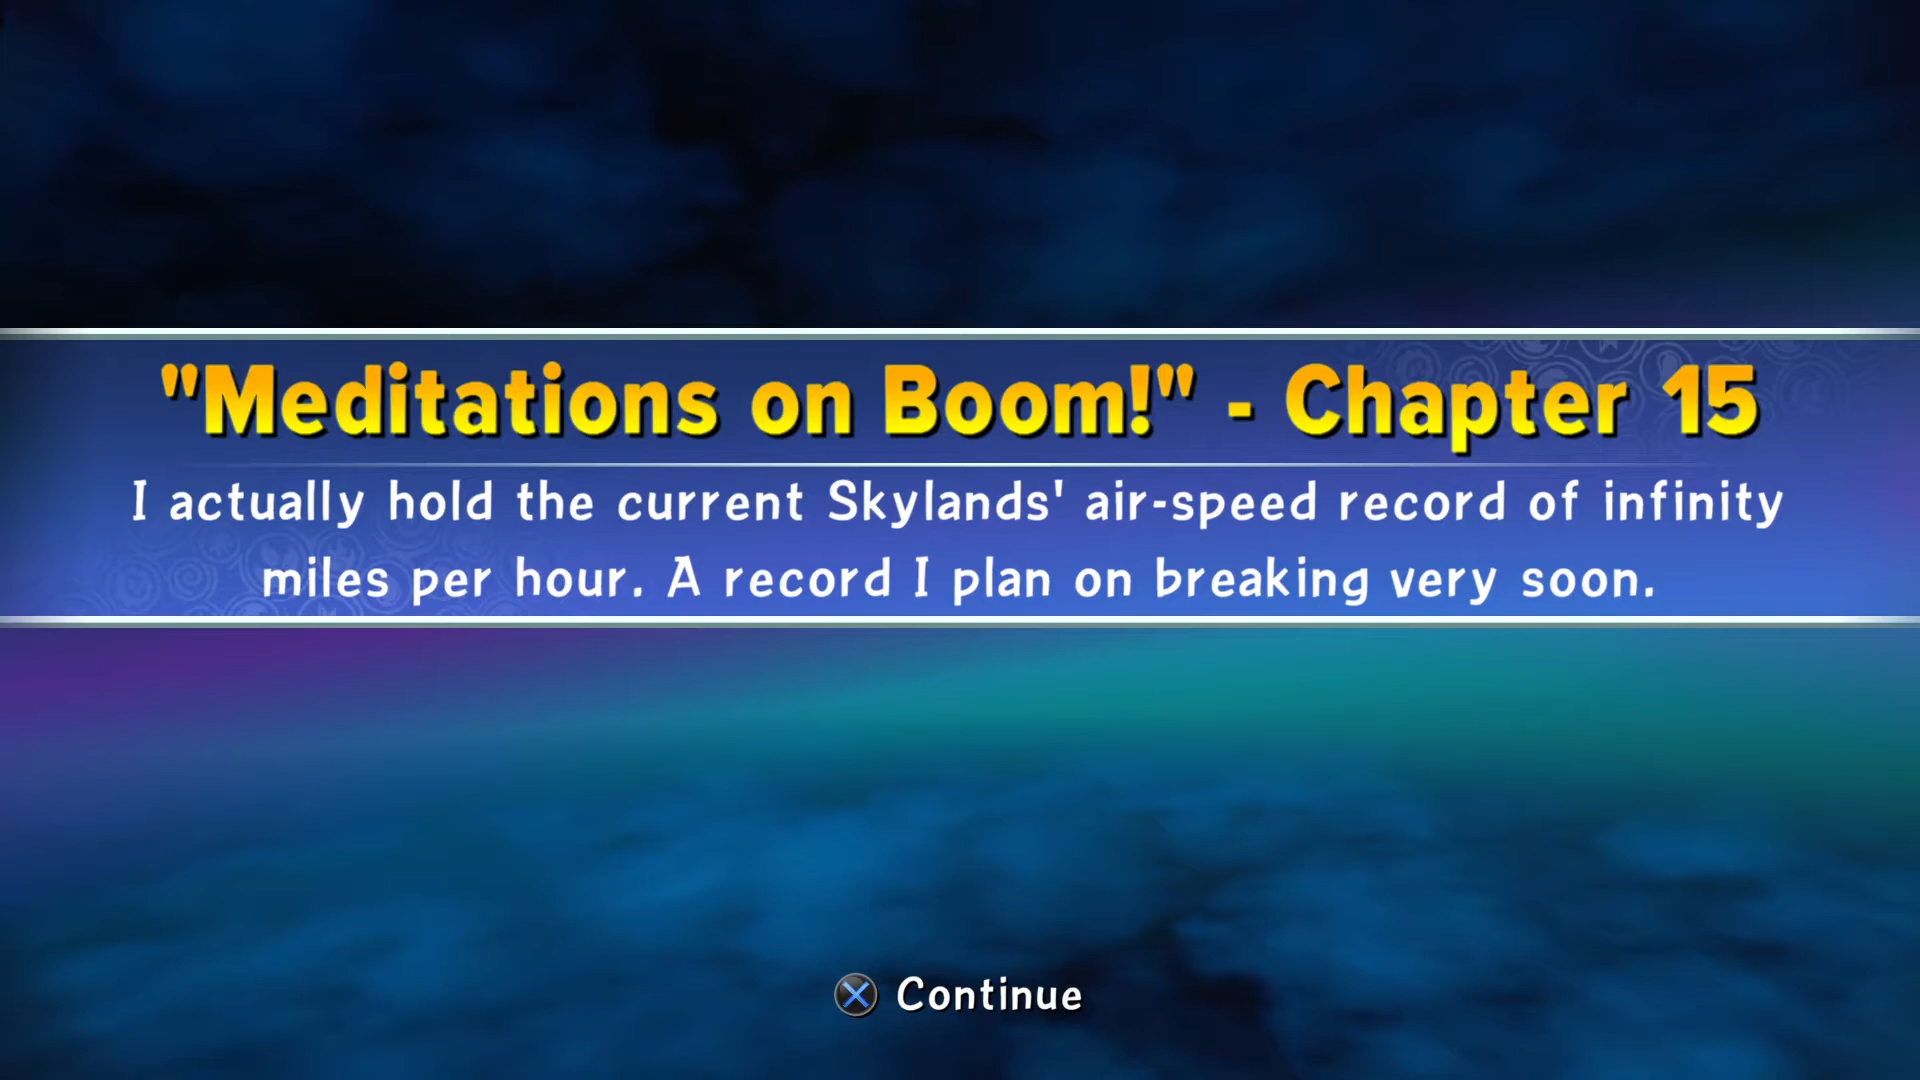 "Meditations on Boom!" - Chapter 15
I actually hold the current Skylands' air-speed record of infinity
miles per hour. A record I plan on breaking very soon.
Continue